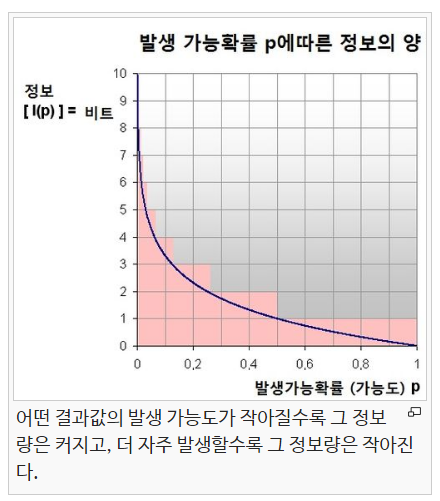 발생 가능확률 p에따른 정보의 양
정보
[ I(p) ] = 비트
10
9
8
7
6
5
4
3
2
1
0
0 0,2 0,4 0,6 0,8 1
발생가능확률 (가능도) p
어떤 결과값의 발생 가능도가 작아질수록 그 정보
량은 커지고, 더 자주 발생할수록 그 정보량은 작아진
다.